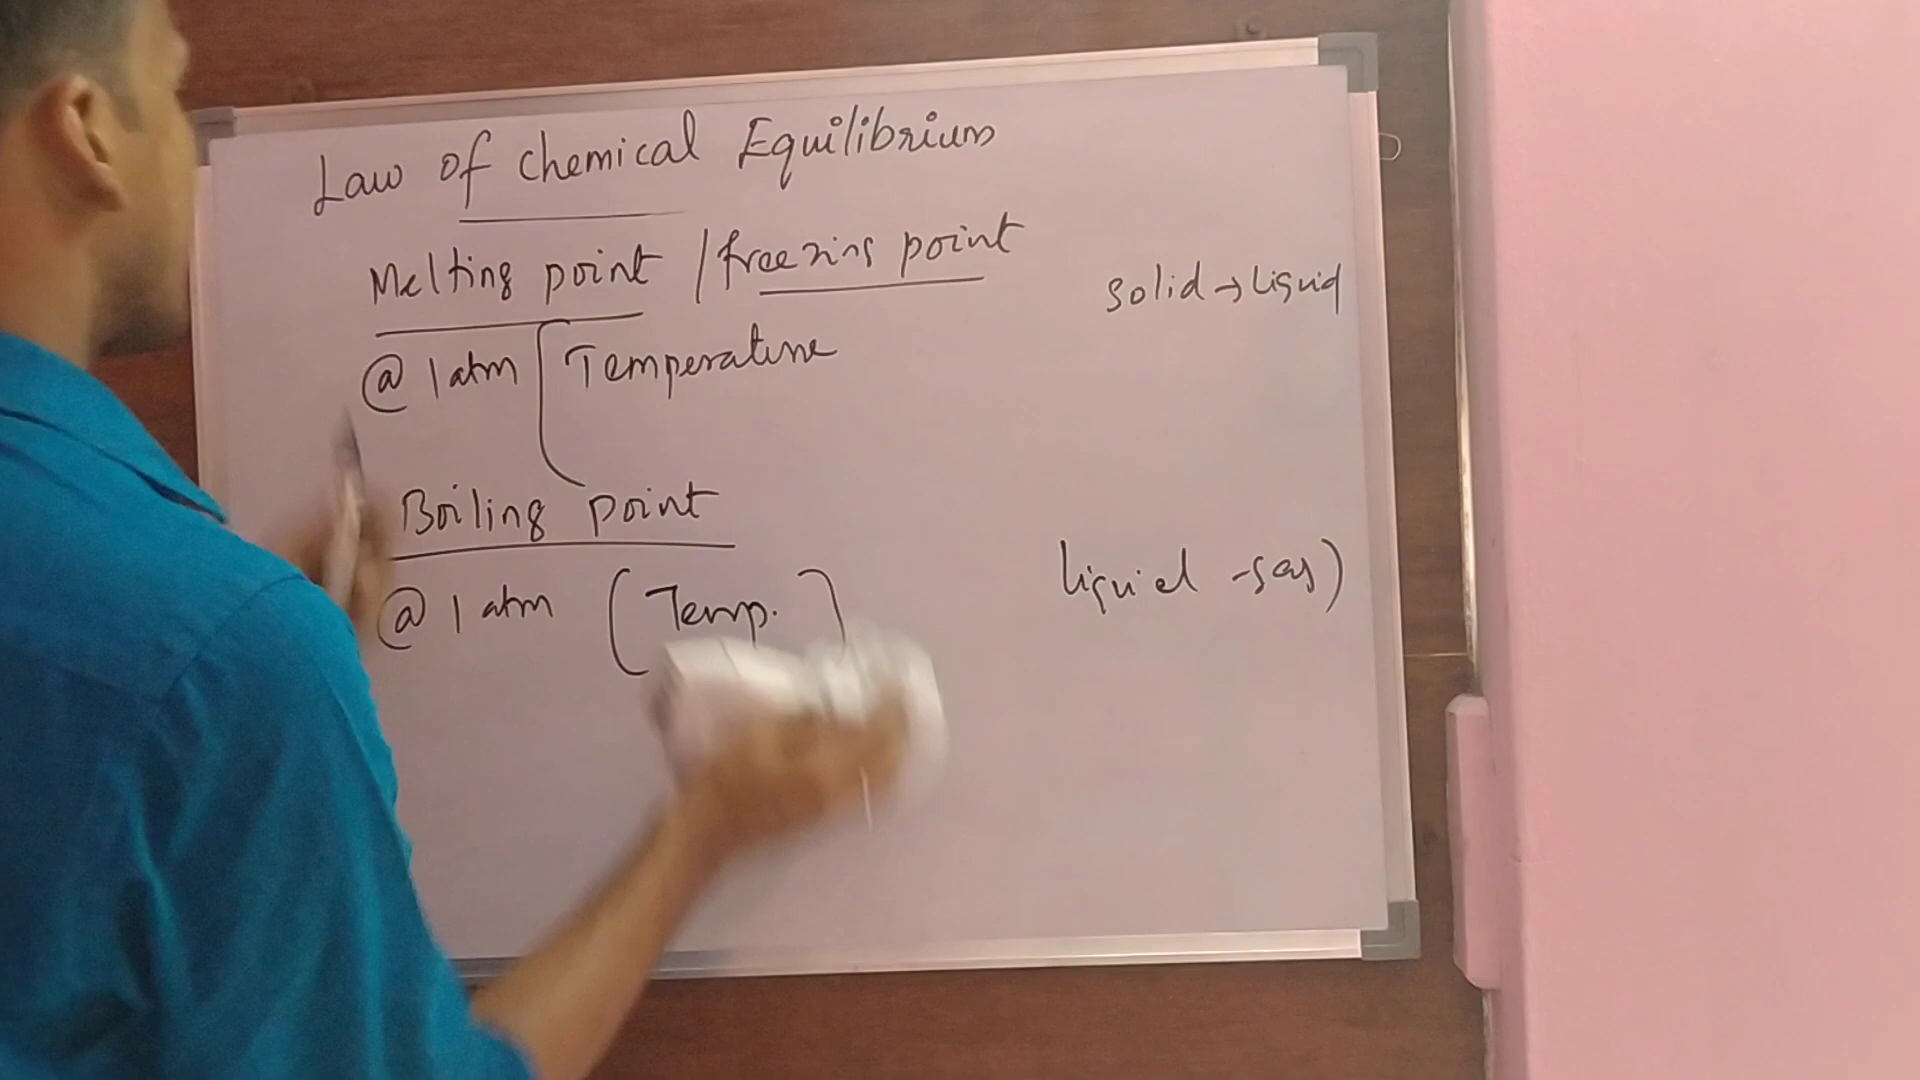 Law of chemical Equilibrium
Melting point / freezing point
solid → liquid
@ 1 atm [ Temperature
Boiling point
liquid - gas)
@ 1 atm (Temp.)